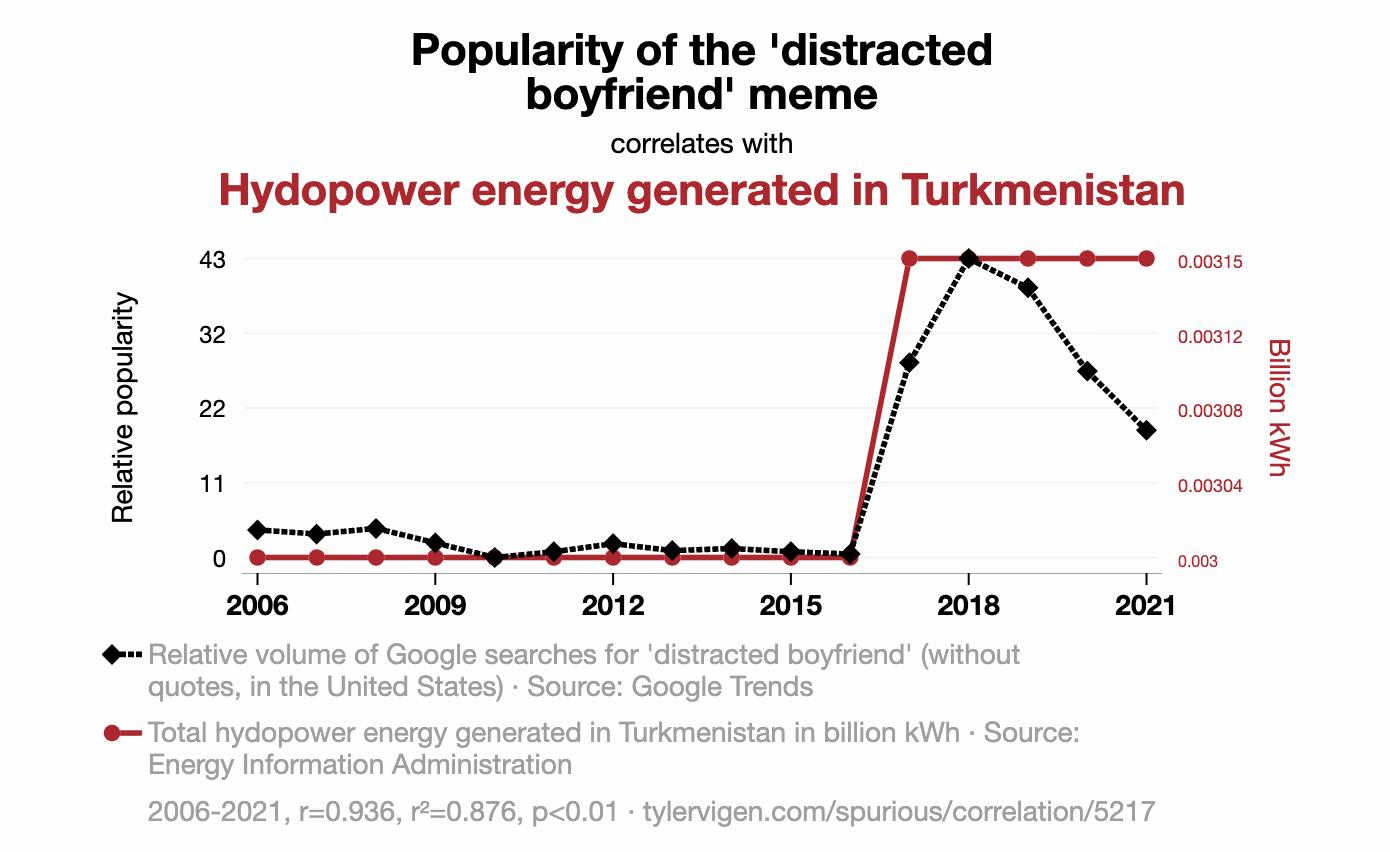 Popularity of the 'distracted
boyfriend' meme
correlates with
Hydopower energy generated in Turkmenistan
43
32
22
11
0
Relative popularity
0.00315
0.00312
0.00308
0.00304
0.003
Billion kWh
2006
2009
2012
2015
2018
2021
Relative volume of Google searches for 'distracted boyfriend' (without
quotes, in the United States) · Source: Google Trends
Total hydopower energy generated in Turkmenistan in billion kWh · Source:
Energy Information Administration
2006-2021, r=0.936, r²=0.876, p<0.01 · tylervigen.com/spurious/correlation/5217